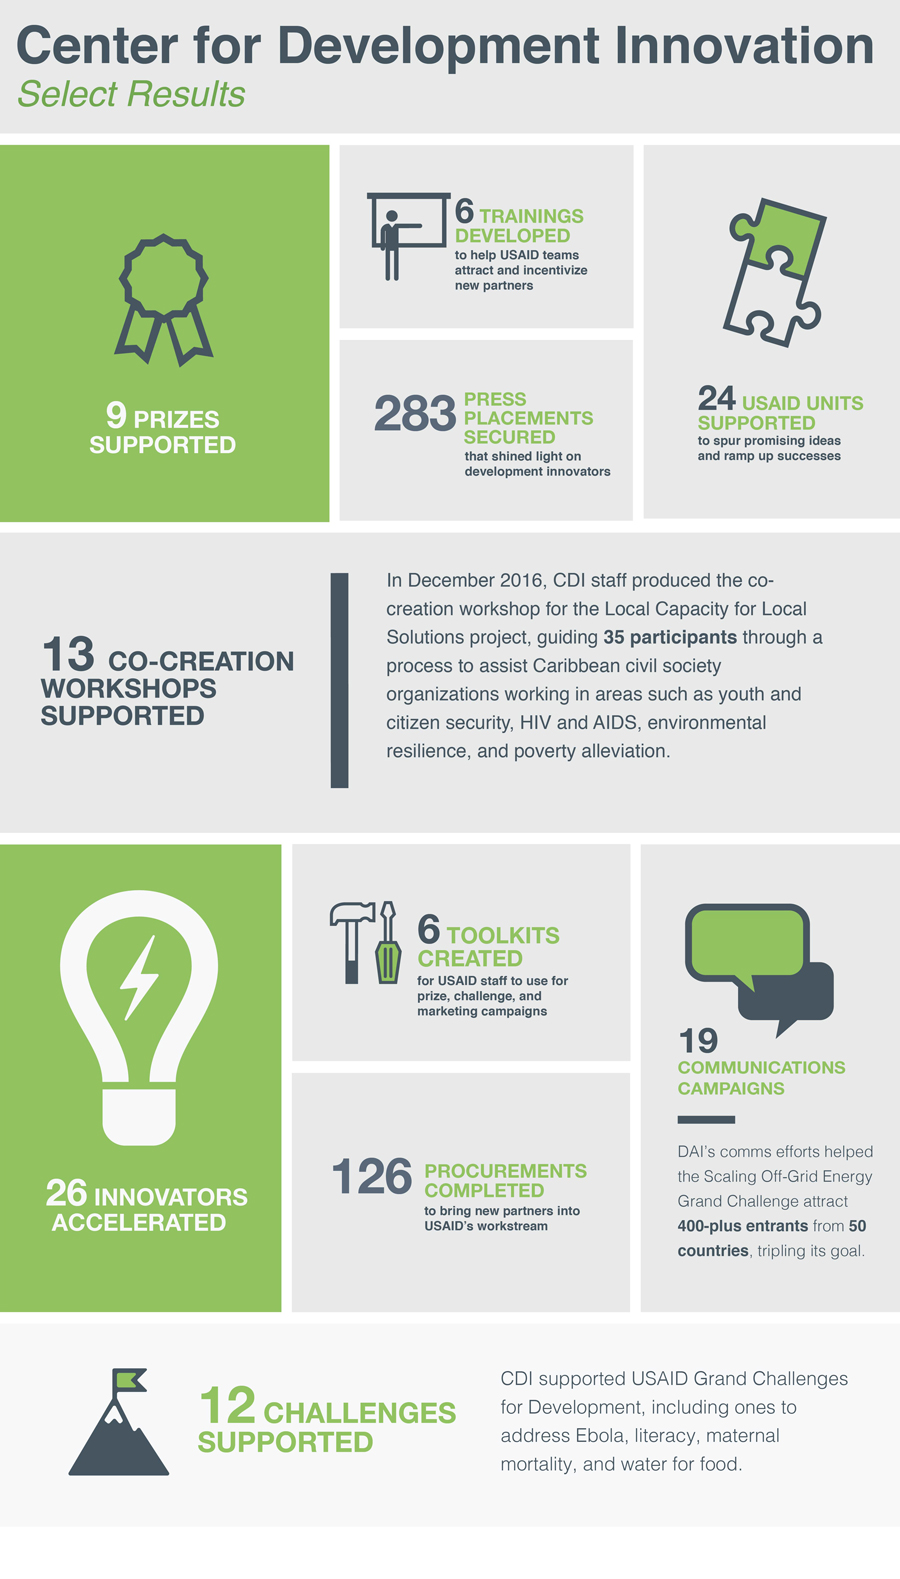 Center for Development Innovation
Select Results
9 PRIZES
SUPPORTED
6 TRAININGS
DEVELOPED
to help USAID teams
attract and incentivize
new partners
283 PRESS
PLACEMENTS
SECURED
that shined light on
development innovators
24 USAID UNITS
SUPPORTED
to spur promising ideas
and ramp up successes
13 CO-CREATION
WORKSHOPS
SUPPORTED
In December 2016, CDI staff produced the co-
creation workshop for the Local Capacity for Local
Solutions project, guiding 35 participants through a
process to assist Caribbean civil society
organizations working in areas such as youth and
citizen security, HIV and AIDS, environmental
resilience, and poverty alleviation.
26 INNOVATORS
ACCELERATED
6 TOOLKITS
CREATED
for USAID staff to use for
prize, challenge, and
marketing campaigns
126 PROCUREMENTS
COMPLETED
to bring new partners into
USAID's workstream
19
COMMUNICATIONS
CAMPAIGNS
DAI's comms efforts helped
the Scaling Off-Grid Energy
Grand Challenge attract
400-plus entrants from 50
countries, tripling its goal.
12 CHALLENGES
SUPPORTED
CDI supported USAID Grand Challenges
for Development, including ones to
address Ebola, literacy, maternal
mortality, and water for food.